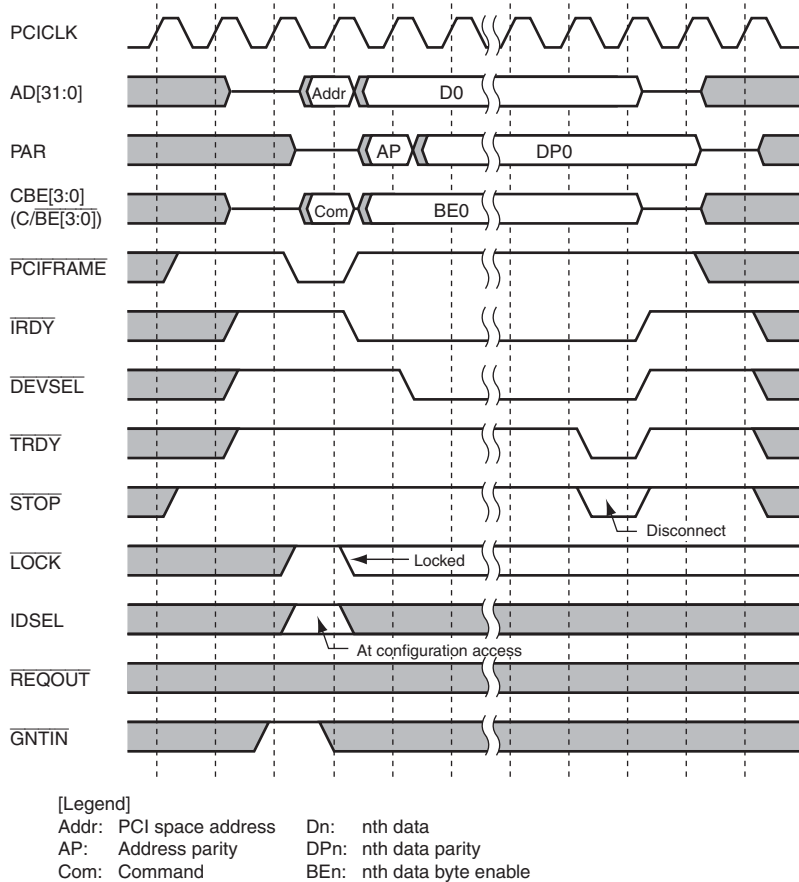 PCICLK
AD[31:0] Addr D0
PAR AP DP0
CBE[3:0]
(C/BE[3:0]) Com BE0
PCIFRAME
IRDY
DEVSEL
TRDY
STOP
Disconnect
LOCK Locked
IDSEL
At configuration access
REQOUT
GNTIN
[Legend]
Addr: PCI space address Dn: nth data
AP: Address parity DPn: nth data parity
Com: Command BEn: nth data byte enable